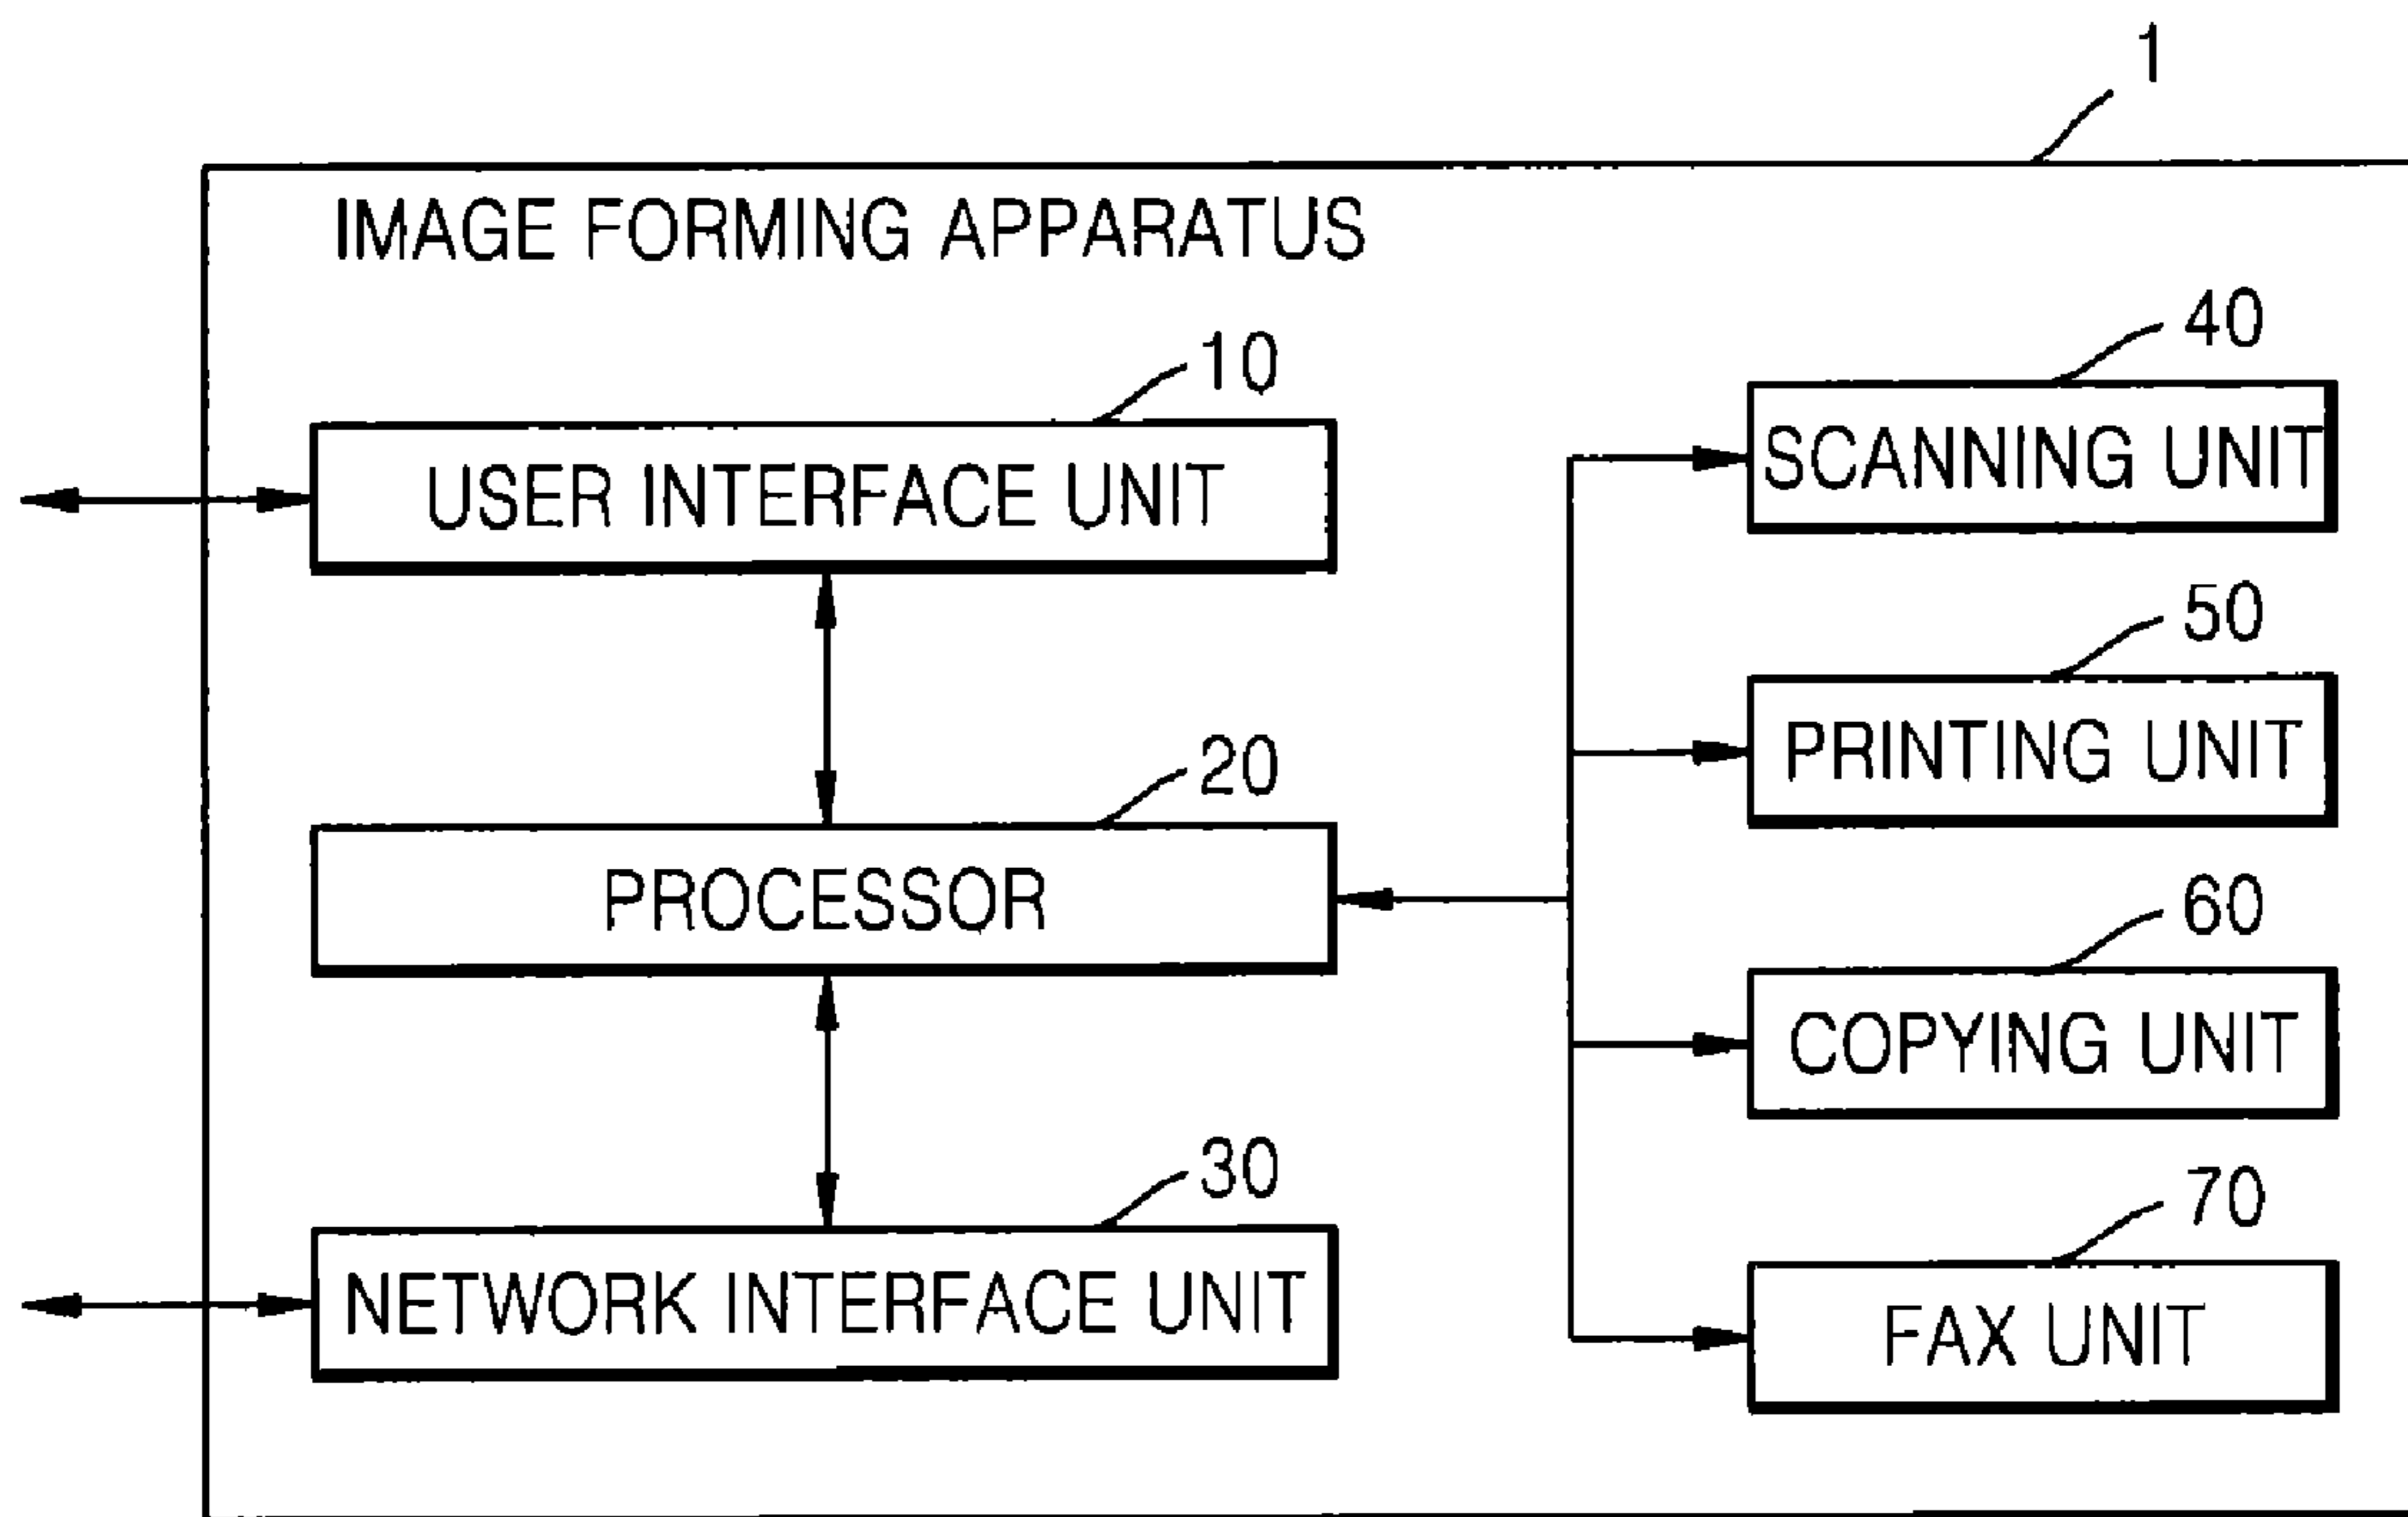 1
IMAGE FORMING APPARATUS
10
USER INTERFACE UNIT
20
PROCESSOR
30
NETWORK INTERFACE UNIT
40
SCANNING UNIT
50
PRINTING UNIT
60
COPYING UNIT
70
FAX UNIT